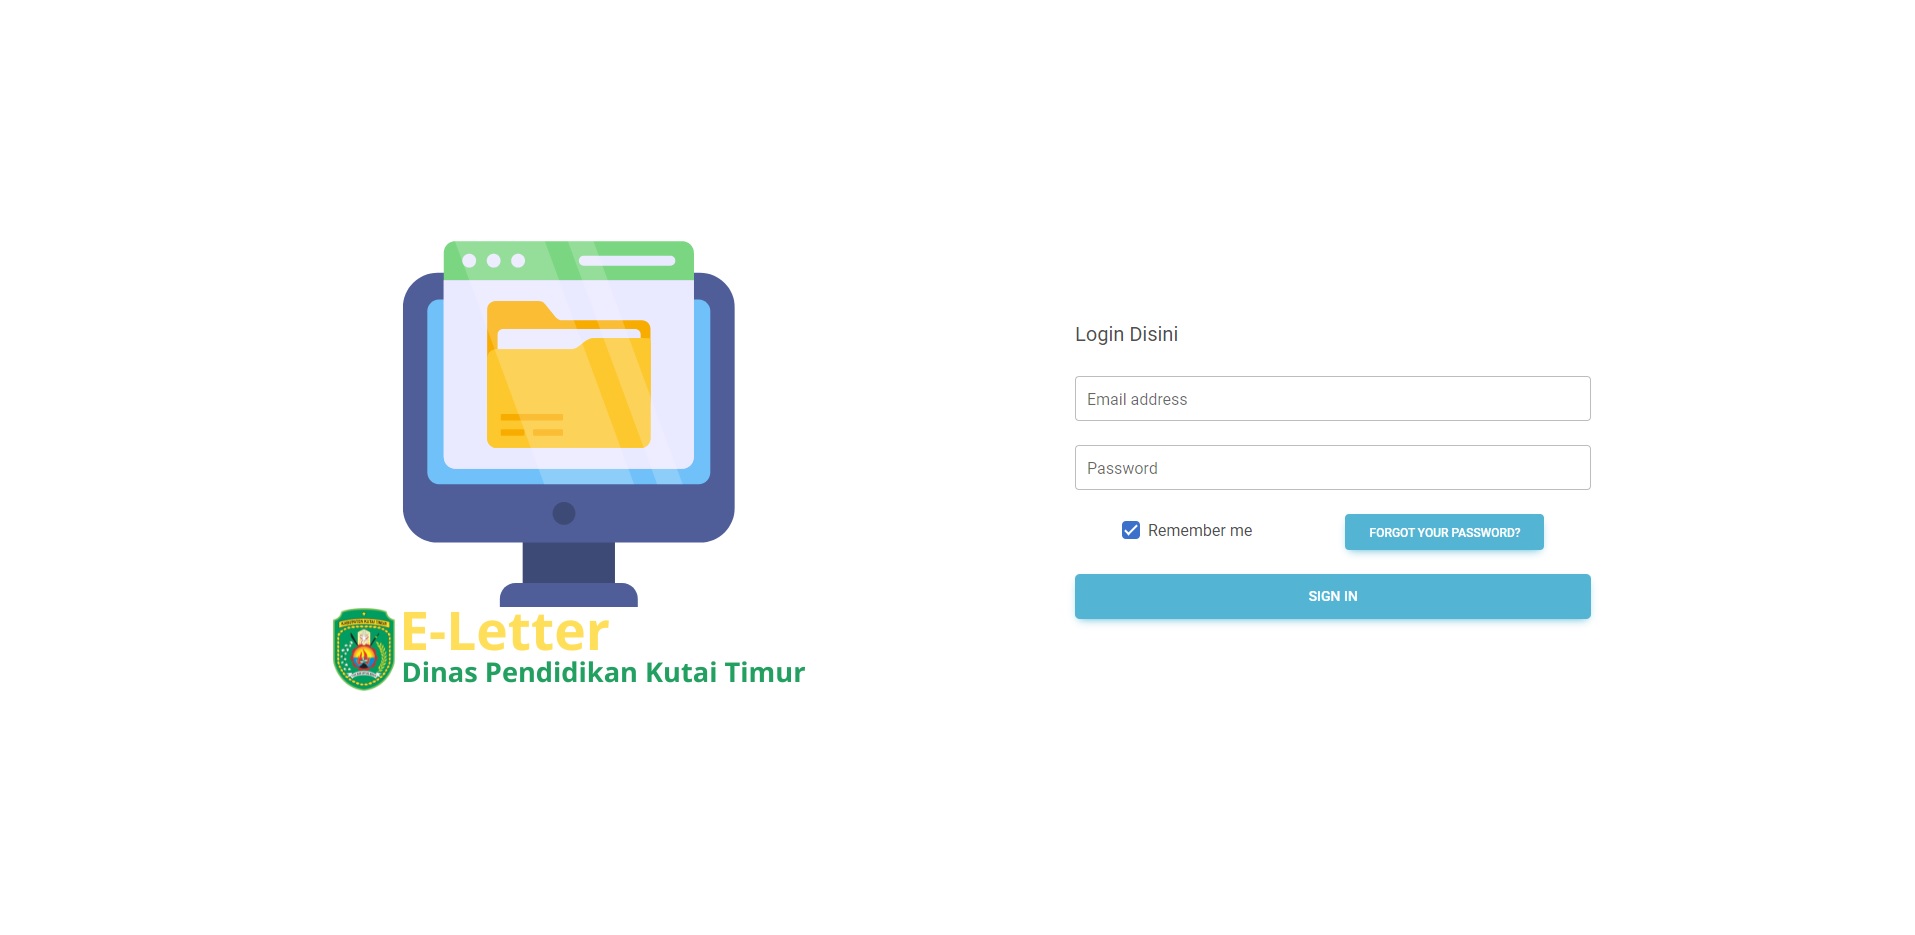 E-Letter
Dinas Pendidikan Kutai Timur
Login Disini
Email address
Password
Remember me
FORGOT YOUR PASSWORD?
SIGN IN